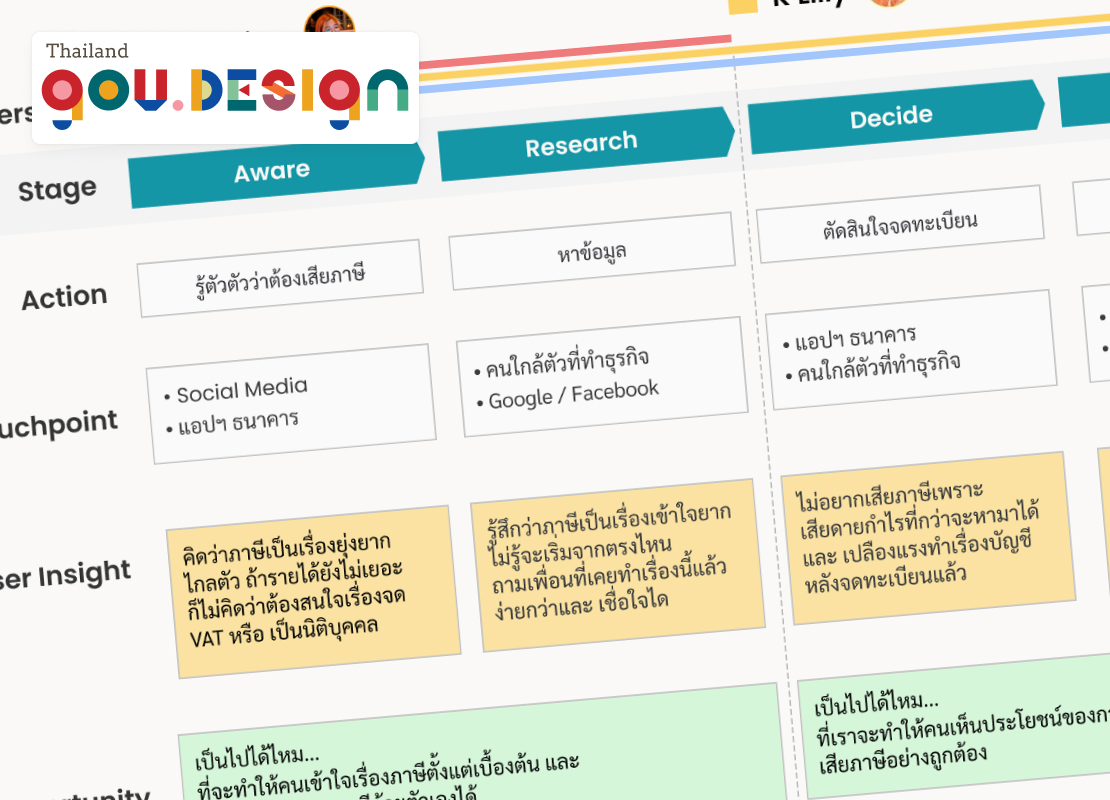 Thailand
gov.DESIGN
Stage
Aware
Research
Decide
Action
รู้ตัวตัวว่าต้องเสียภาษี
หาข้อมูล
ตัดสินใจจดทะเบียน
uchpoint
• Social Media
• แอปฯ ธนาคาร
• คนใกล้ตัวที่ทำธุรกิจ
• Google / Facebook
• แอปฯ ธนาคาร
• คนใกล้ตัวที่ทำธุรกิจ
ser Insight
คิดว่าภาษีเป็นเรื่องยุ่งยาก
ไกลตัว ถ้ารายได้ยังไม่เยอะ
ก็ไม่คิดว่าต้องสนใจเรื่องจด
VAT หรือ เป็นนิติบุคคล
รู้สึกว่าภาษีเป็นเรื่องเข้าใจยาก
ไม่รู้จะเริ่มจากตรงไหน
ถามเพื่อนที่เคยทำเรื่องนี้แล้ว
ง่ายกว่าและ เชื่อใจได
ไม่อยากเสียภาษีเพราะ
เสียดายกำไรที่กว่าจะหามาได้
และ เปลืองแรงทำเรื่องบัญชี
หลังจดทะเบียนแล้ว
เป็นไปได้ไหม...
ที่จะทำให้คนเข้าใจเรื่องภาษีตั้งแต่เบื้องต้น และ
เป็นไปได้ไหม...
ที่เราจะทำให้คนเห็นประโยชน์ของกา
เสียภาษีอย่างถูกต้อง